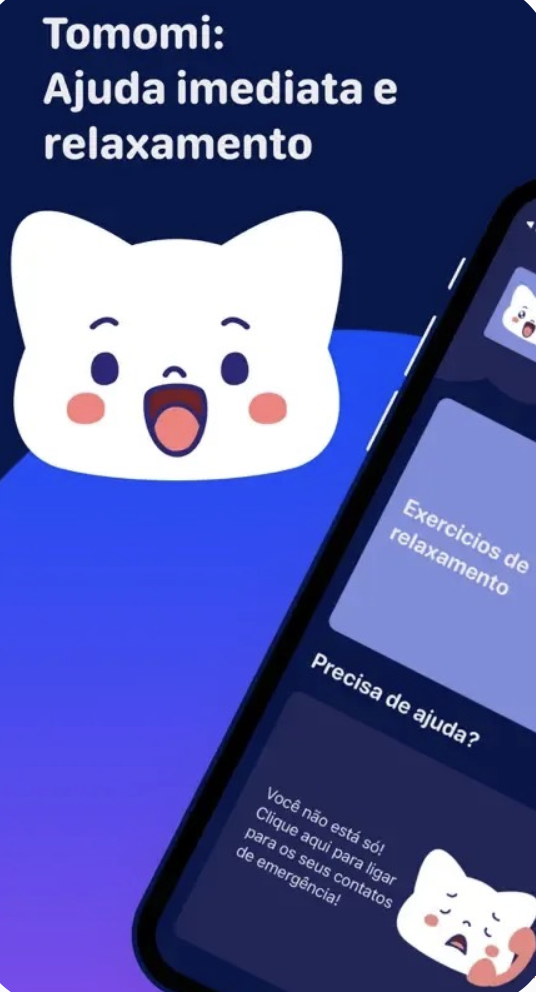 Tomomi:
Ajuda imediata e
relaxamento
Exercicios de
relaxamento
Precisa de ajuda?
Você não está só!
Clique aqui para ligar
para os seus contatos
de emergência!